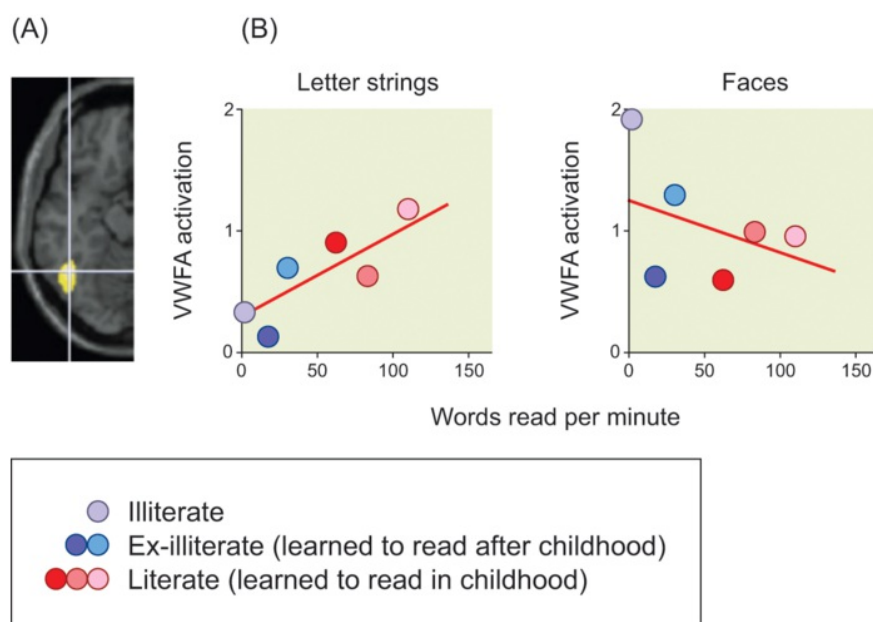 (A)
(B)
Letter strings
2
1
0
VWFA activation
0
50
100
150
Faces
2
1
0
VWFA activation
0
50
100
150
Words read per minute
Illiterate
Ex-illiterate (learned to read after childhood)
Literate (learned to read in childhood)